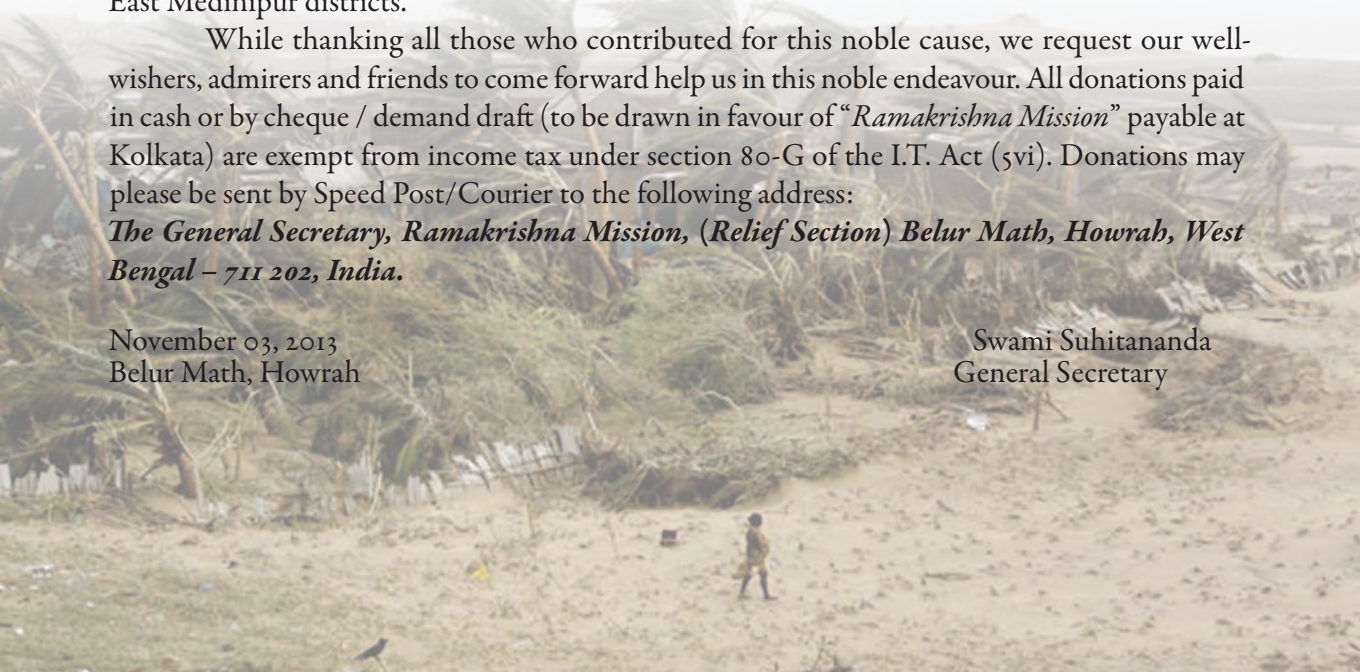 East Medinipur districts.
While thanking all those who contributed for this noble cause, we request our well-
wishers, admirers and friends to come forward help us in this noble endeavour. All donations paid
in cash or by cheque / demand draft (to be drawn in favour of “Ramakrishna Mission” payable at
Kolkata) are exempt from income tax under section 80-G of the I.T. Act (5vi). Donations may
please be sent by Speed Post/Courier to the following address:
The General Secretary, Ramakrishna Mission, (Relief Section) Belur Math, Howrah, West
Bengal – 711 202, India.
November 03, 2013
Belur Math, Howrah
Swami Suhitananda
General Secretary